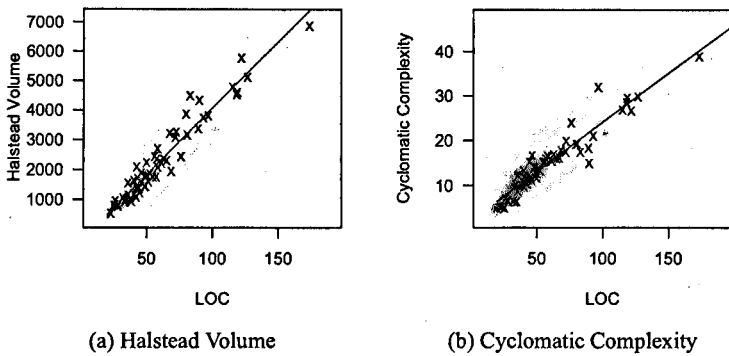 7000
6000
5000
4000
3000
2000
1000
Halstead Volume
50
100
150
LOC
(a) Halstead Volume
40
30
20
10
Cyclomatic Complexity
50
100
150
LOC
(b) Cyclomatic Complexity